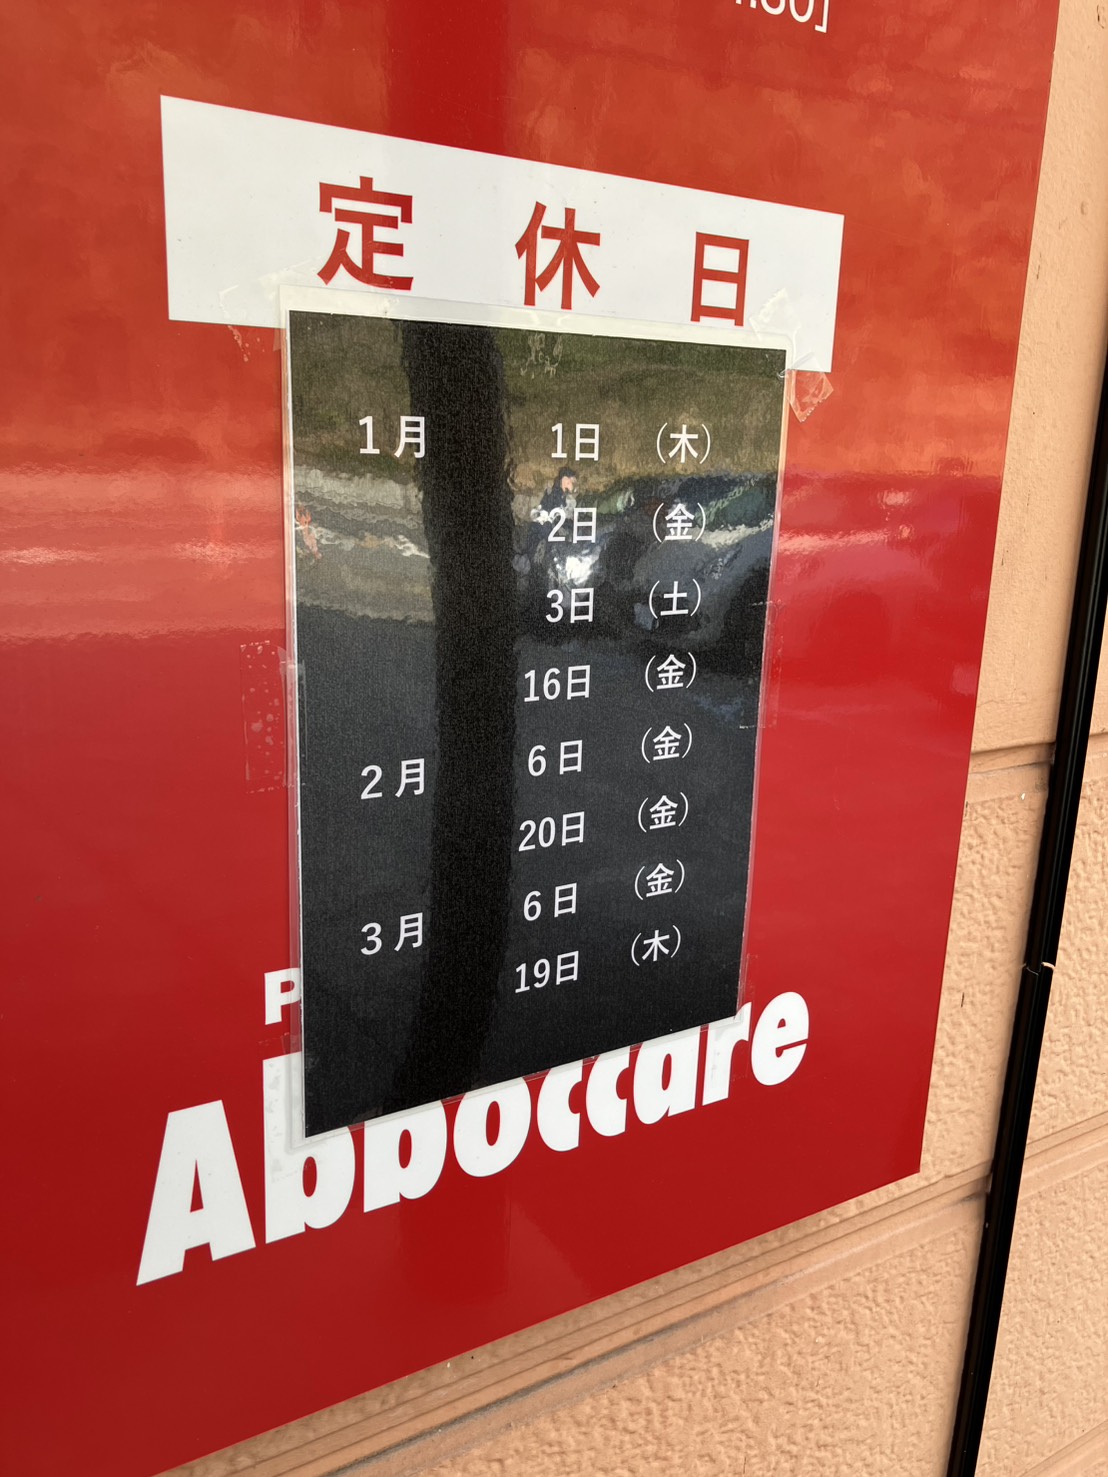 定休日
1月 1日 (木)
2日 (金)
3日 (土)
16日 (金)
2月 6日 (金)
20日 (金)
3月 6日 (金)
19日 (木)
Abboccare